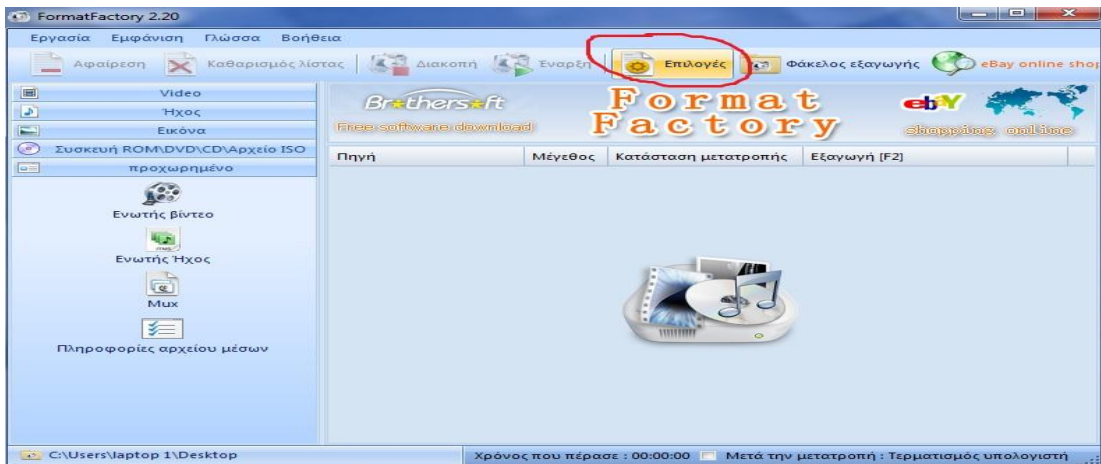 FormatFactory 2.20
Εργασία Εμφάνιση Γλώσσα Βοήθεια
Αφαίρεση Καθαρισμός λίστας Διακοπή Έναρξη Επιλογές Φάκελος εξαγωγής eBay online shop
Video
Ήχος
Εικόνα
Συσκευή ROM\DVD\CD\Αρχείο ISO
προχωρημένο
Ενωτής βίντεο
Ενωτής Ήχος
Mux
Πληροφορίες αρχείου μέσων
Brothersoft
Free software download
Format
Factory
ebay
shopping online
Πηγή Μέγεθος Κατάσταση μετατροπής Εξαγωγή [F2]
C:\Users\laptop 1\Desktop Χρόνος που πέρασε : 00:00:00 Μετά την μετατροπή : Τερματισμός υπολογιστή